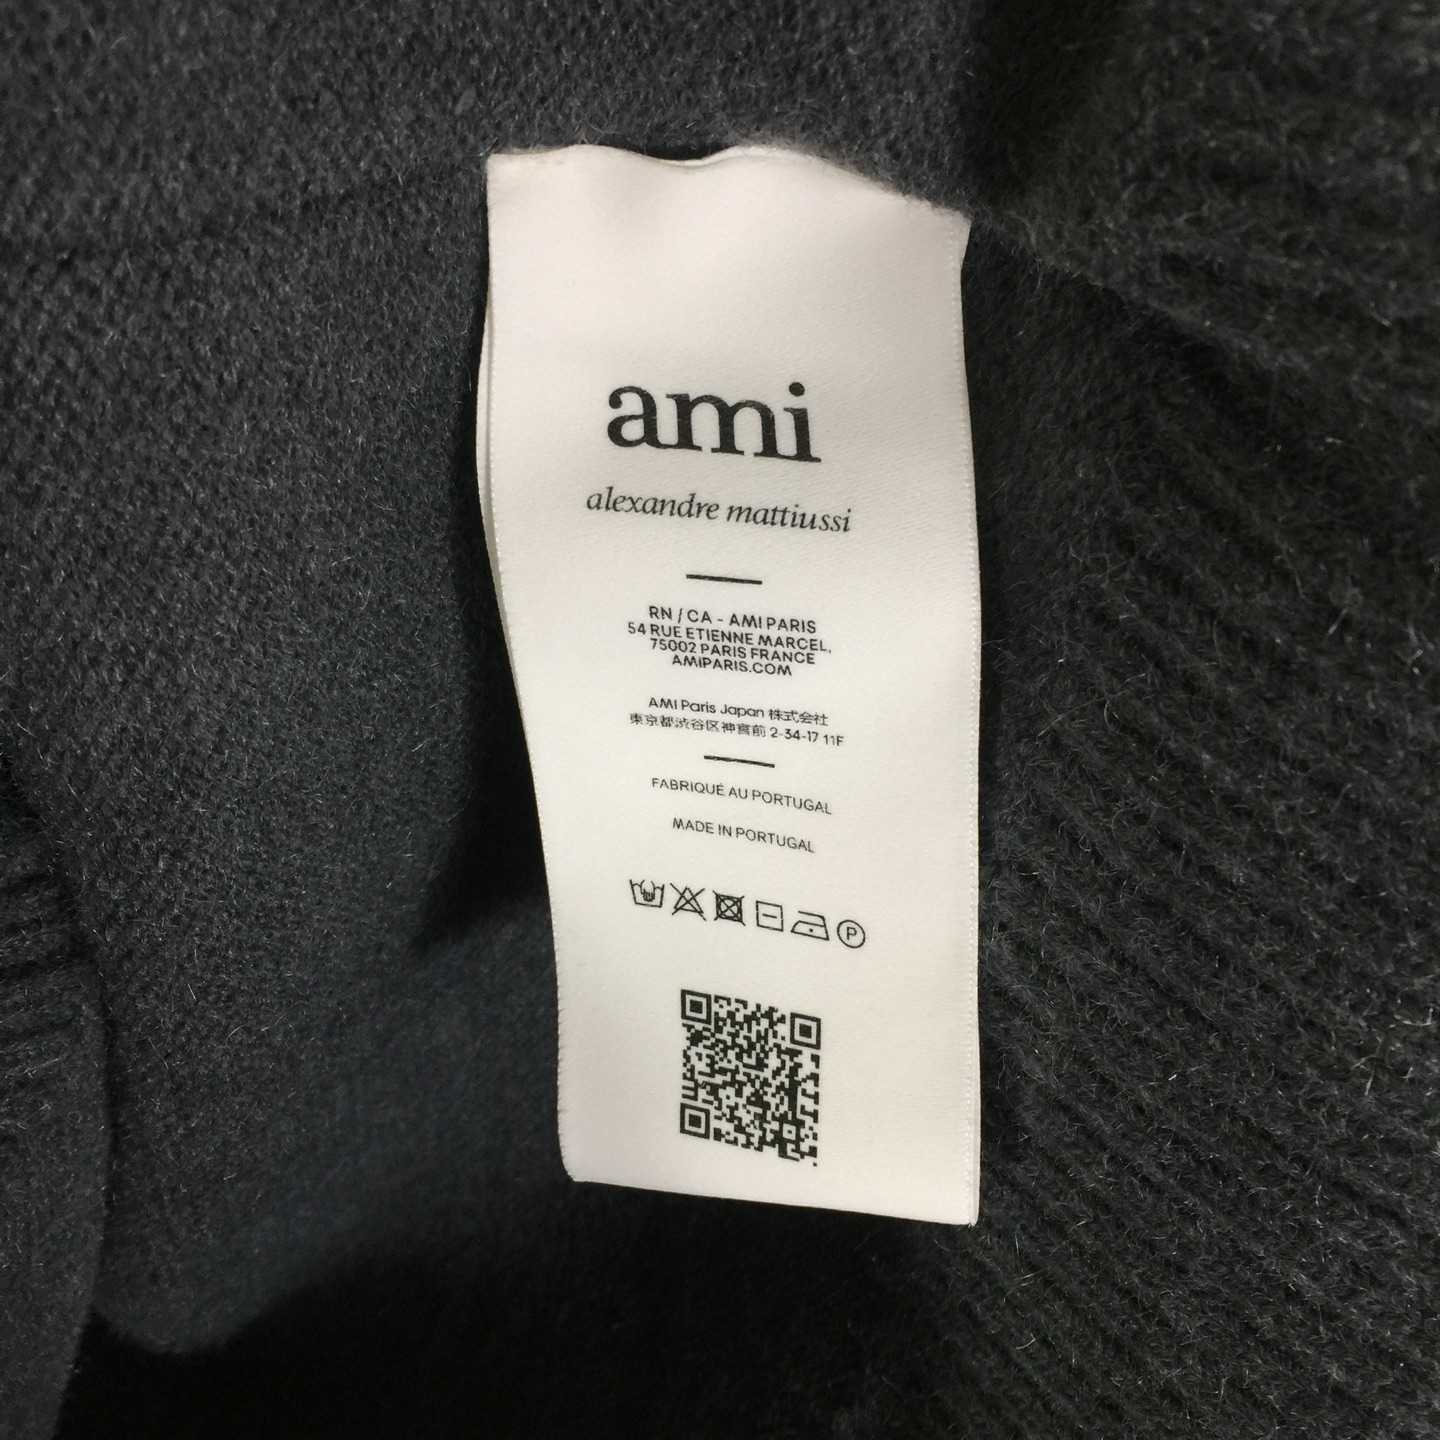 ami
alexandre mattiussi
RN / CA - AMI PARIS
54 RUE ETIENNE MARCEL,
75002 PARIS FRANCE
AMIPARIS.COM
AMI Paris Japan 株式会社
東京都渋谷区神宮前 2-34-17 11F
FABRIQUÉ AU PORTUGAL
MADE IN PORTUGAL
P